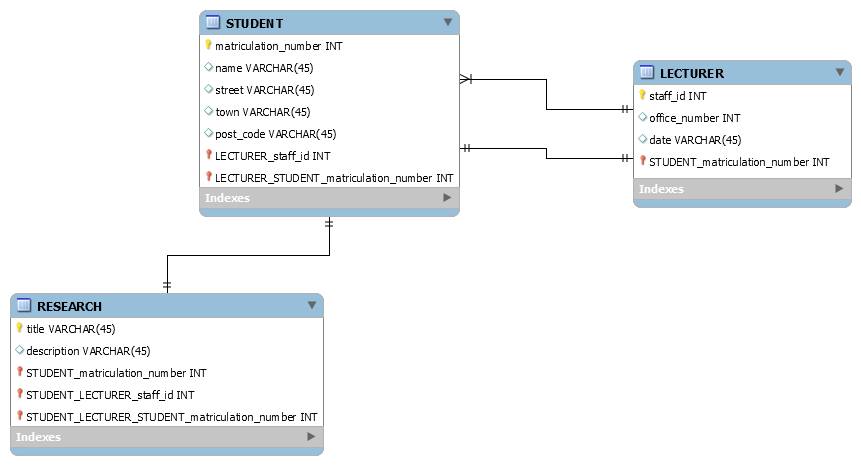 STUDENT
matriculation_number INT
name VARCHAR(45)
street VARCHAR(45)
town VARCHAR(45)
post_code VARCHAR(45)
LECTURER_staff_id INT
LECTURER_STUDENT_matriculation_number INT
Indexes
LECTURER
staff_id INT
office_number INT
date VARCHAR(45)
STUDENT_matriculation_number INT
Indexes
RESEARCH
title VARCHAR(45)
description VARCHAR(45)
STUDENT_matriculation_number INT
STUDENT_LECTURER_staff_id INT
STUDENT_LECTURER_STUDENT_matriculation_number INT
Indexes